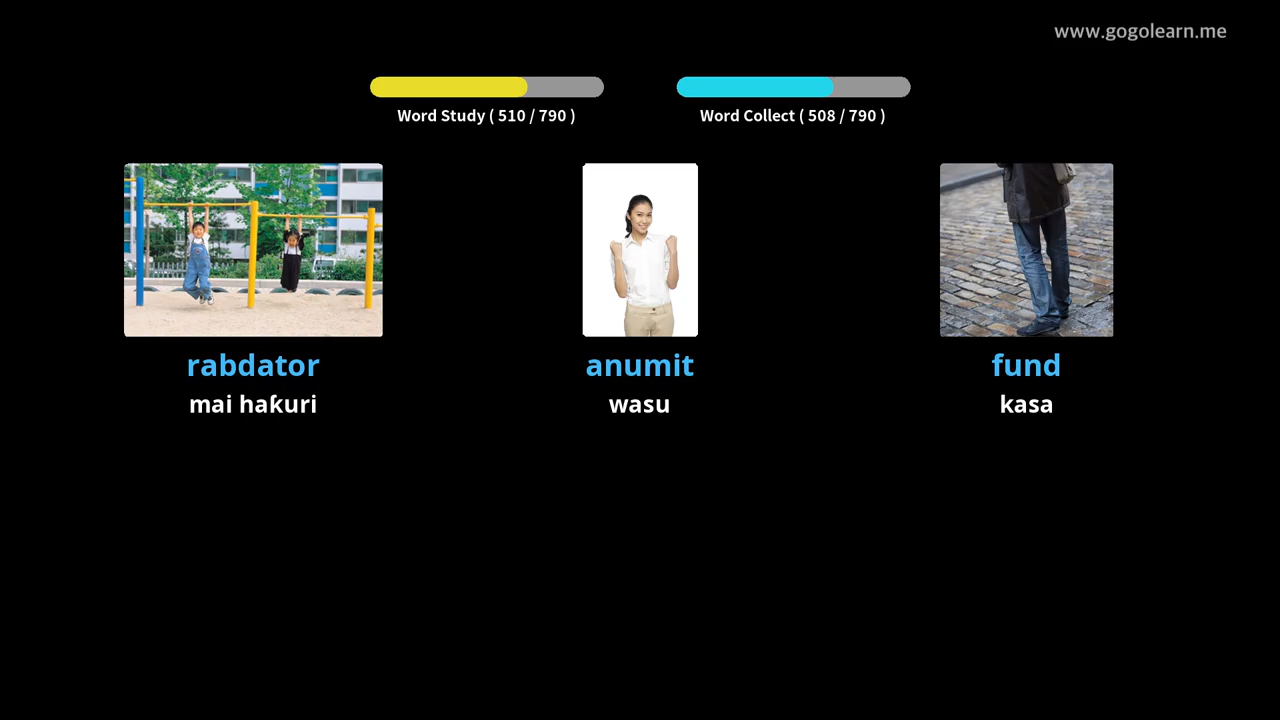 www.gogolearn.me
Word Study ( 510 / 790 )
Word Collect ( 508 / 790 )
rabdator
anumit
fund
mai haƙuri
wasu
kasa